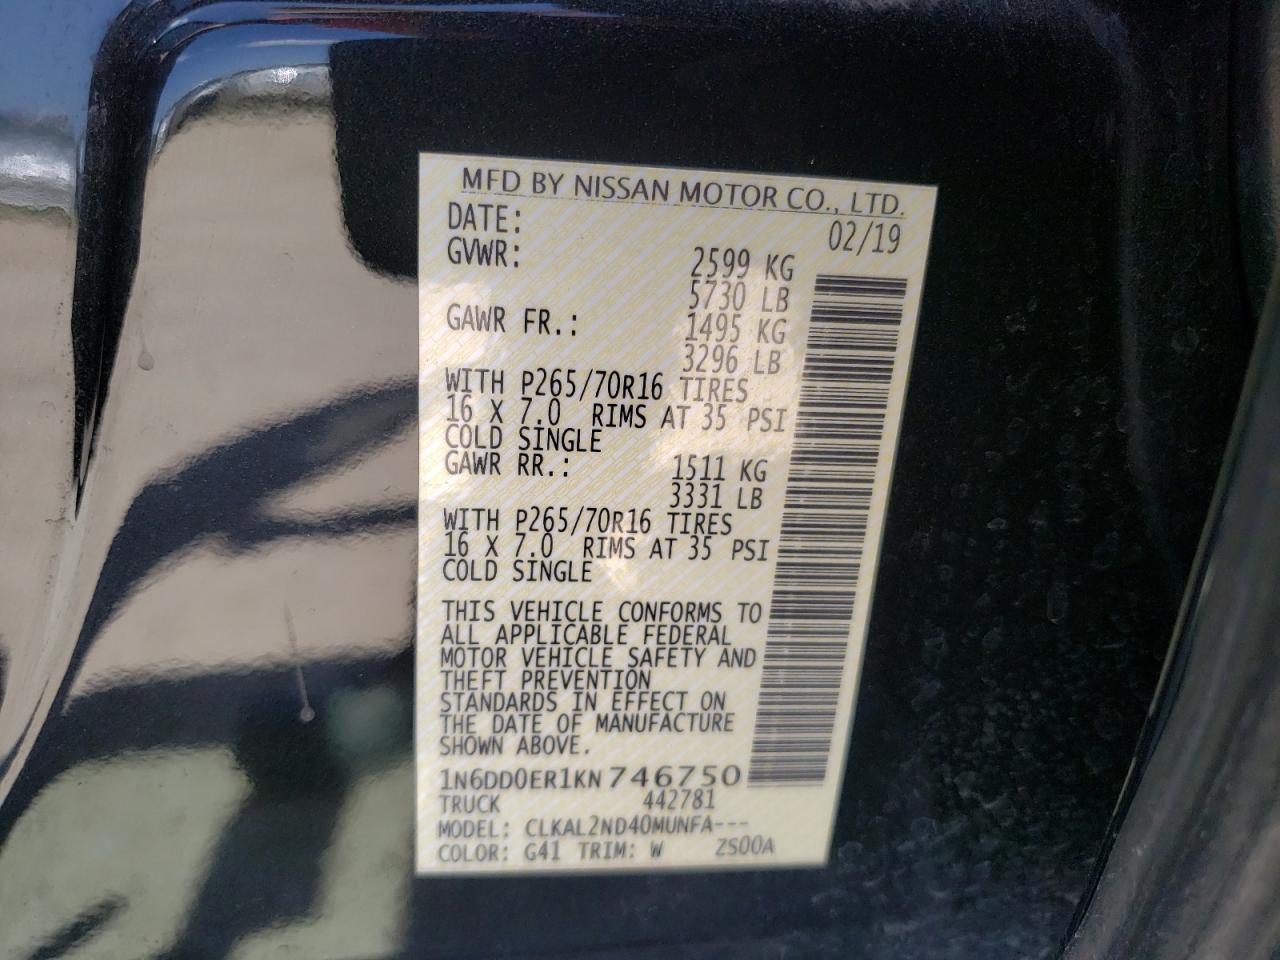 MFD BY NISSAN MOTOR CO., LTD.
DATE: 02/19
GVWR: 2599 KG
5730 LB
GAWR FR.: 1495 KG
3296 LB
WITH P265/70R16 TIRES
16 X 7.0 RIMS AT 35 PSI
COLD SINGLE
GAWR RR.: 1511 KG
3331 LB
WITH P265/70R16 TIRES
16 X 7.0 RIMS AT 35 PSI
COLD SINGLE
THIS VEHICLE CONFORMS TO
ALL APPLICABLE FEDERAL
MOTOR VEHICLE SAFETY AND
THEFT PREVENTION
STANDARDS IN EFFECT ON
THE DATE OF MANUFACTURE
SHOWN ABOVE.
1N6DD0ER1KN746750
TRUCK 442781
MODEL: CLKAL2ND40MUNFA---
COLOR: G41 TRIM: W ZS00A